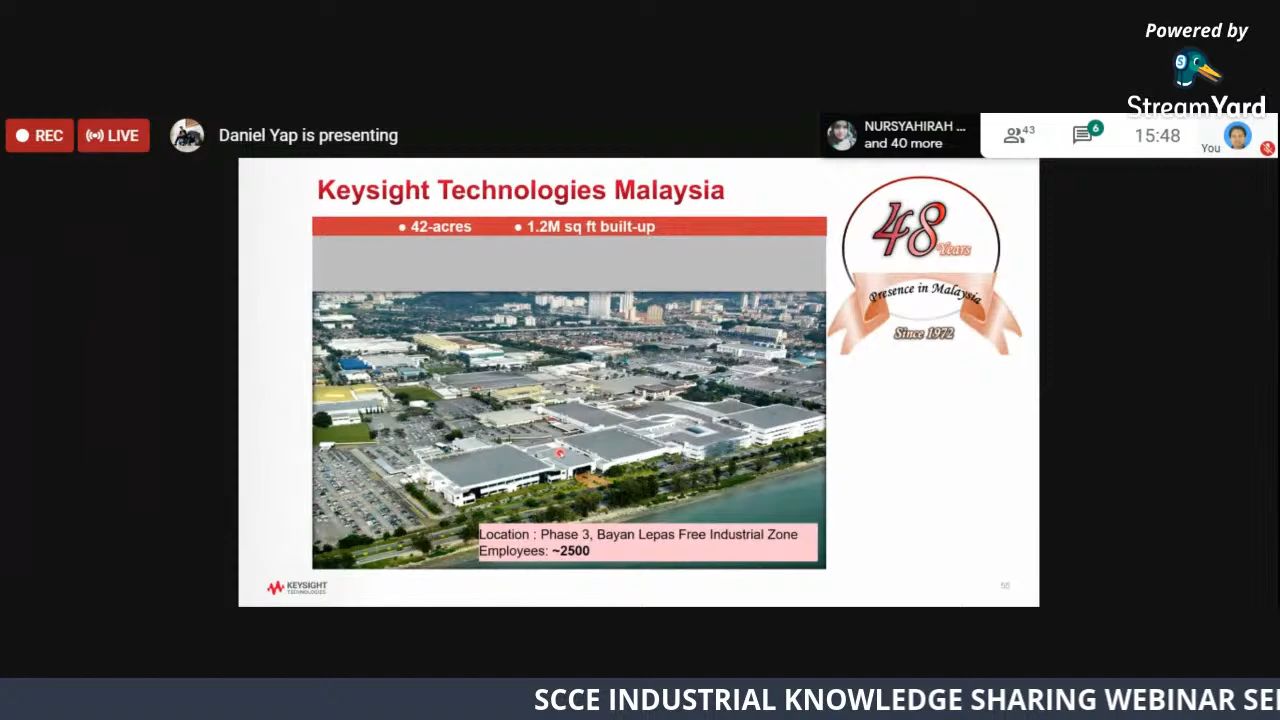 Powered by
StreamYard
REC
LIVE
Daniel Yap is presenting
NURSYAHIRAH ...
and 40 more
43
6
15:48
You
Keysight Technologies Malaysia
● 42-acres ● 1.2M sq ft built-up
48
Years
Presence in Malaysia
Since 1972
Location : Phase 3, Bayan Lepas Free Industrial Zone
Employees: ~2500
KEYSIGHT
TECHNOLOGIES
SCCE INDUSTRIAL KNOWLEDGE SHARING WEBINAR SE